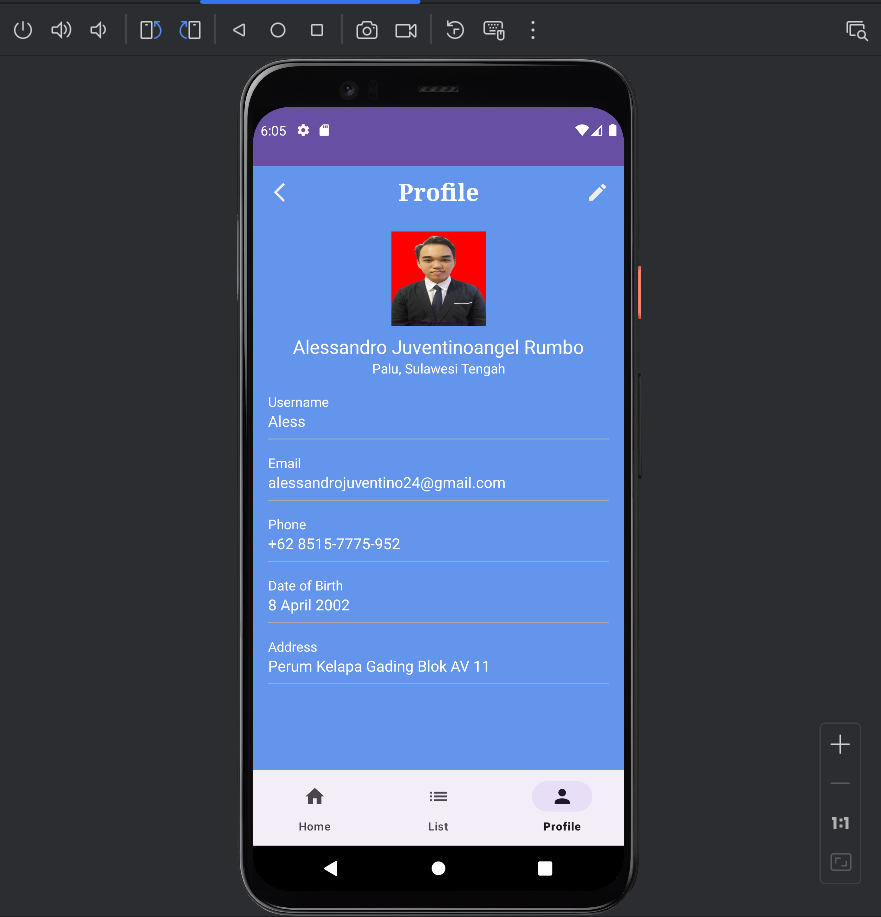 6:05
Profile
Alessandro Juventinoangel Rumbo
Palu, Sulawesi Tengah
Username
Aless
Email
alessandrojuventino24@gmail.com
Phone
+62 8515-7775-952
Date of Birth
8 April 2002
Address
Perum Kelapa Gading Blok AV 11
Home
List
Profile
1:1